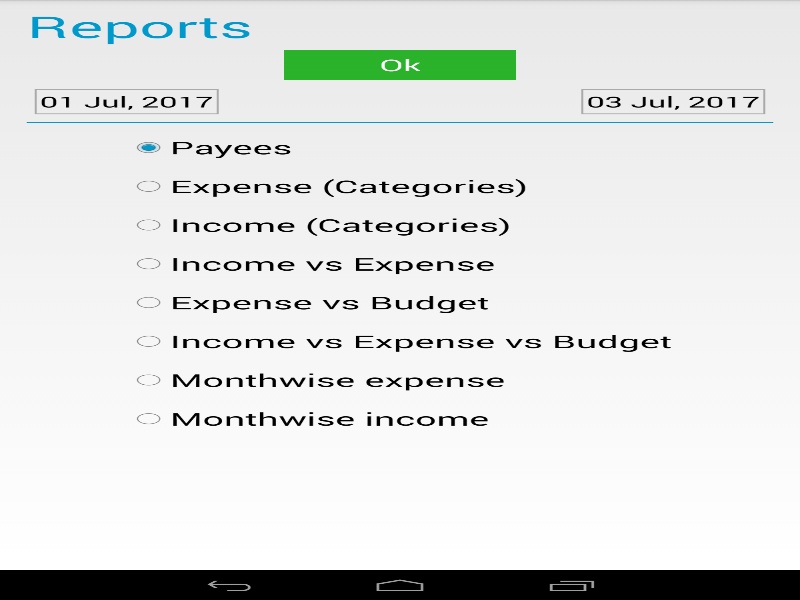 Reports
Ok
01 Jul, 2017 03 Jul, 2017
Payees
Expense (Categories)
Income (Categories)
Income vs Expense
Expense vs Budget
Income vs Expense vs Budget
Monthwise expense
Monthwise income